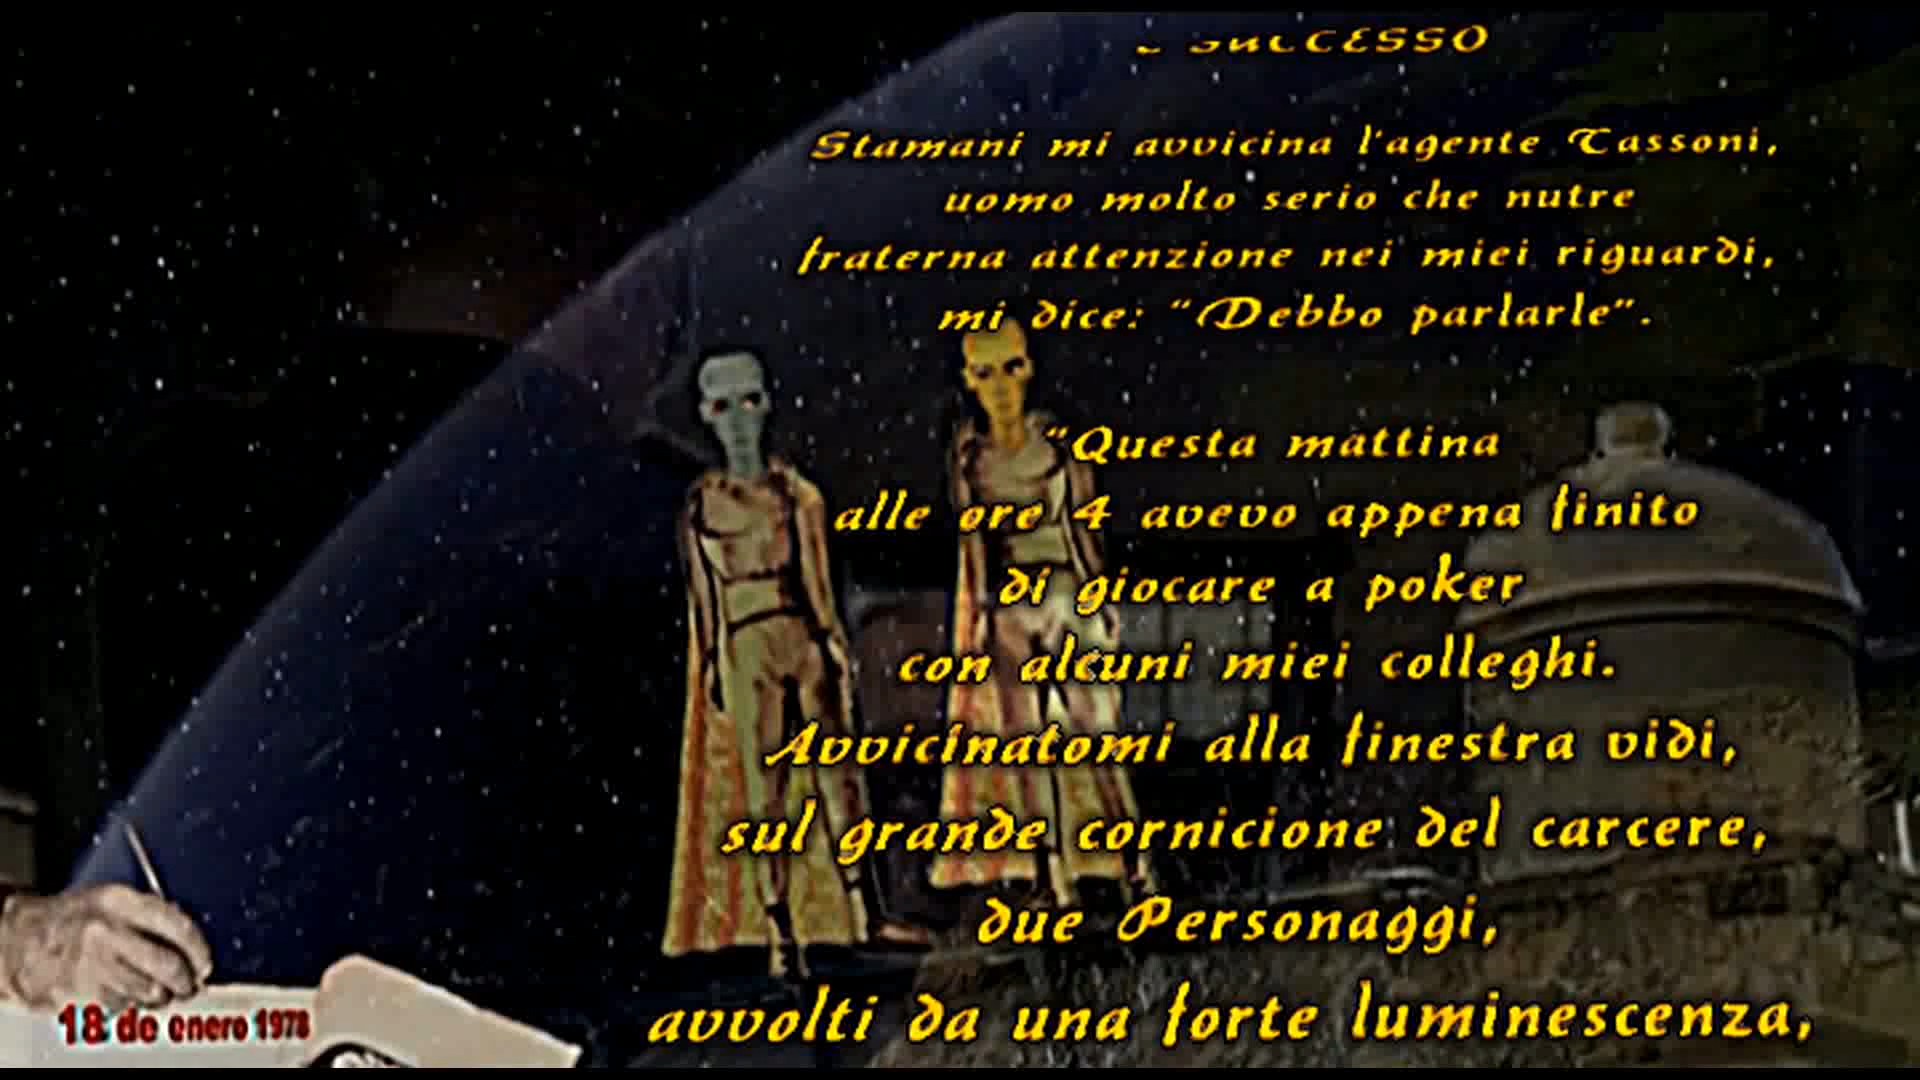 SUCCESSO
Stamani mi avvicina l'agente Tassoni,
uomo molto serio che nutre
fraterna attenzione nei miei riguardi,
mi dice: “Debbo parlarle”.
“Questa mattina
alle ore 4 avevo appena finito
di giocare a poker
con alcuni miei colleghi.
Avvicinatomi alla finestra vidi,
sul grande cornicione del carcere,
due Personaggi,
avvolti da una forte luminescenza,
18 de enero 1978